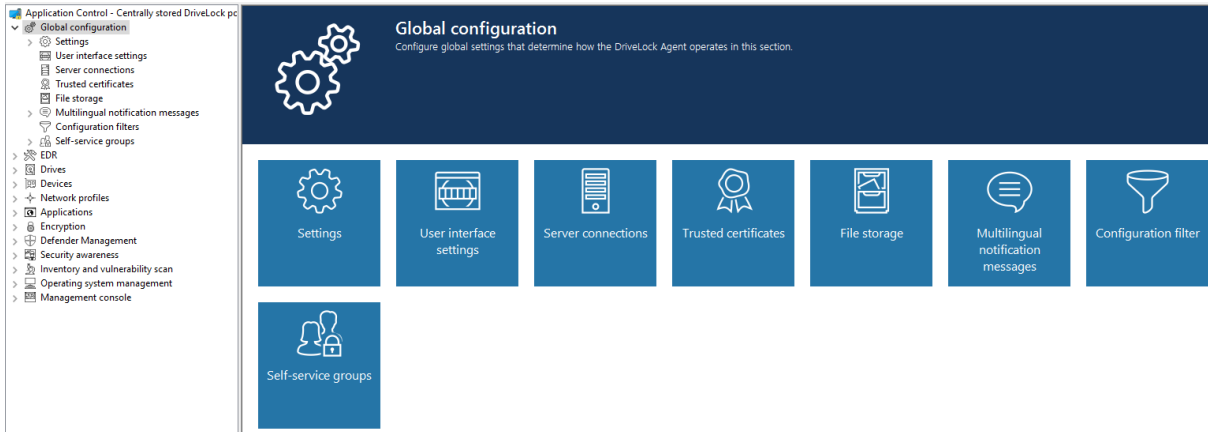 Application Control - Centrally stored DriveLock pc
Global configuration
Settings
User interface settings
Server connections
Trusted certificates
File storage
Multilingual notification messages
Configuration filters
Self-service groups
EDR
Drives
Devices
Network profiles
Applications
Encryption
Defender Management
Security awareness
Inventory and vulnerability scan
Operating system management
Management console
Global configuration
Configure global settings that determine how the DriveLock Agent operates in this section.
Settings
User interface
settings
Server connections
Trusted certificates
File storage
Multilingual
notification
messages
Configuration filter
Self-service groups